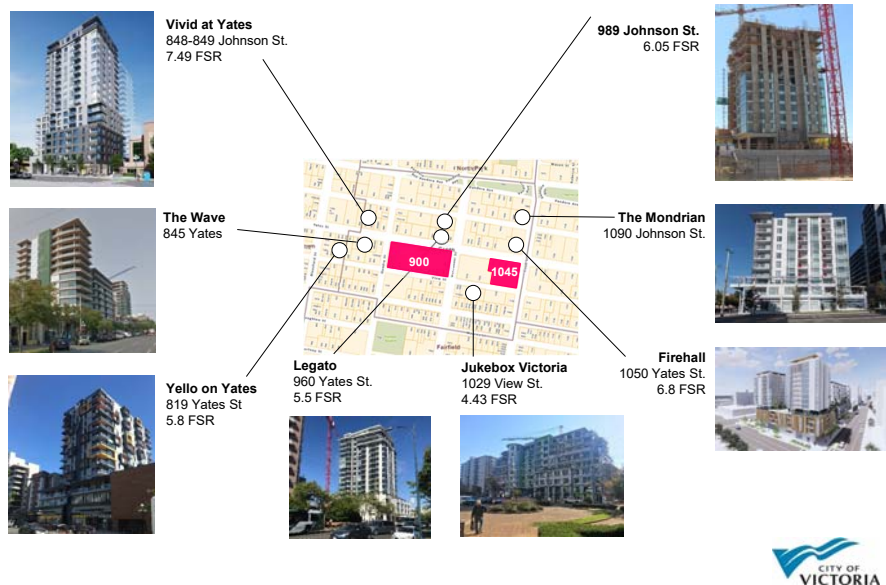 Vivid at Yates
848-849 Johnson St.
7.49 FSR
989 Johnson St.
6.05 FSR
The Wave
845 Yates
The Mondrian
1090 Johnson St.
900
1045
Fairfield
Yello on Yates
819 Yates St
5.8 FSR
Legato
960 Yates St.
5.5 FSR
Jukebox Victoria
1029 View St.
4.43 FSR
Firehall
1050 Yates St.
6.8 FSR
CITY OF
VICTORIA